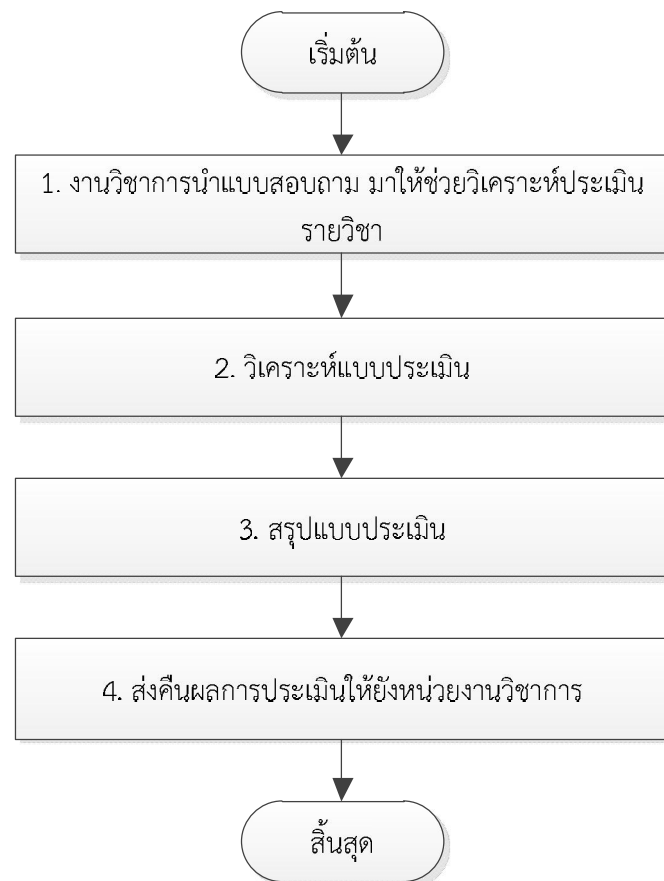 เริ่มต้น
1. งานวิชาการนำแบบสอบถาม มาให้ช่วยวิเคราะห์ประเมิน
รายวิชา
2. วิเคราะห์แบบประเมิน
3. สรุปแบบประเมิน
4. ส่งคืนผลการประเมินให้ยังหน่วยงานวิชาการ
สิ้นสุด